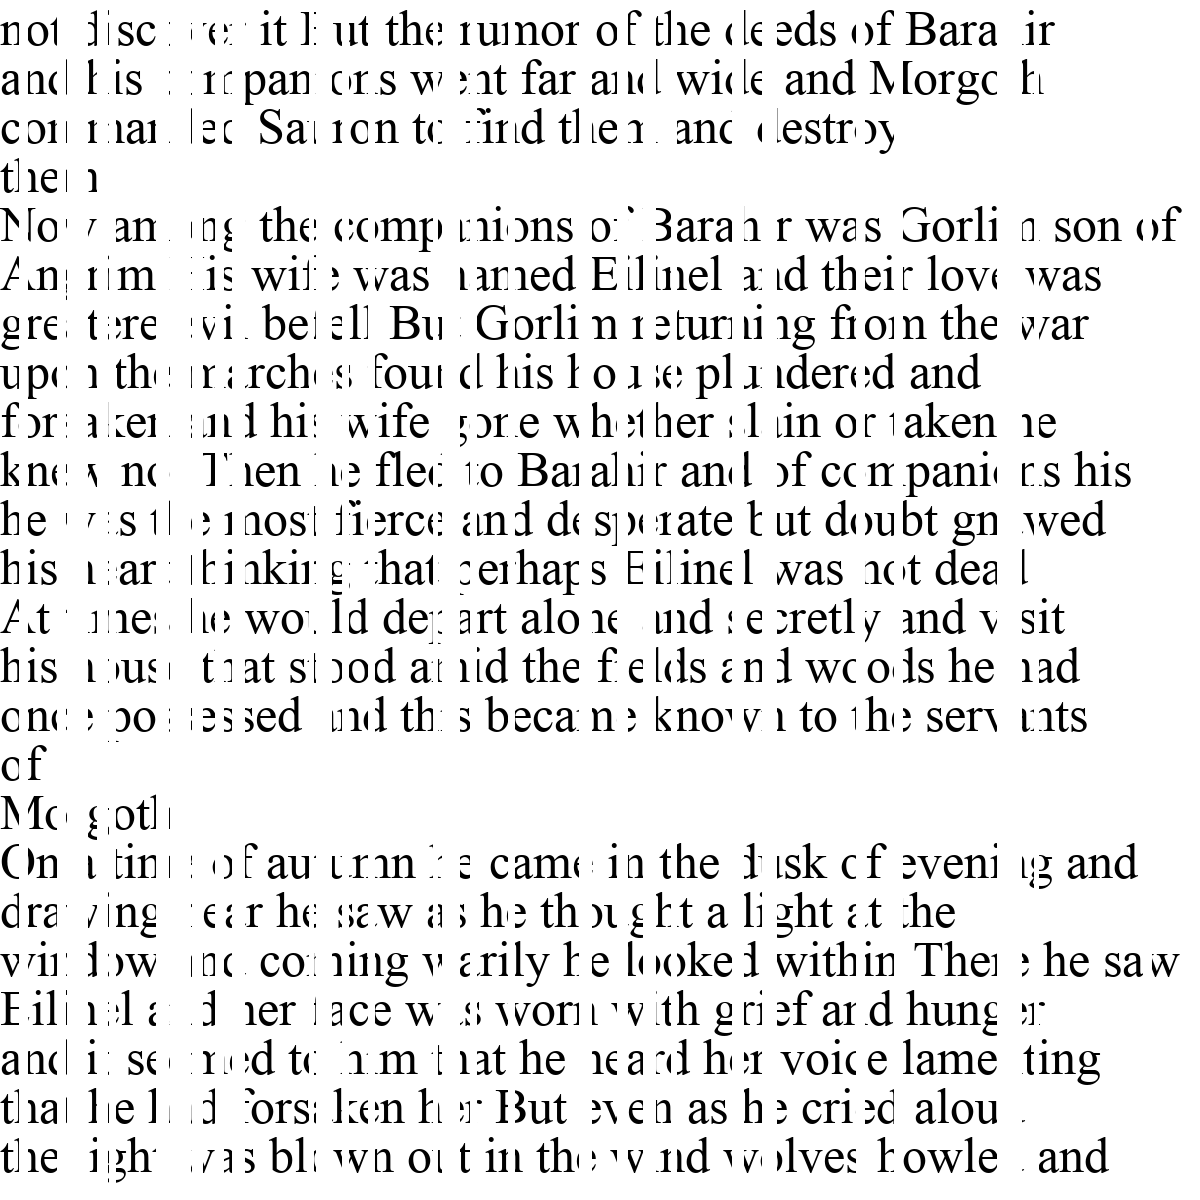 not discover it But the rumor of the deeds of Barahir
and his companions went far and wide and Morgoth
commanded Sauron to find them and destroy
them
Now among the companions of Barahir was Gorlim son of
Angrim His wife was named Eilinel and their love was
great ere evil befell But Gorlim returning from the war
upon the marches found his house plundered and
forsaken and his wife gone whether slain or taken he
knew not Then he fled to Barahir and of companions his
he was the most fierce and desperate but doubt gnawed
his heart thinking that perhaps Eilinel was not dead
At times he would depart alone and secretly and visit
his house that stood amid the fields and woods he had
once possessed and this became known to the servants
of
Morgoth
On a time of autumn he came in the dusk of evening and
drawing near he saw as he thought a light at the
window and coming warily he looked within There he saw
Eilinel and her face was worn with grief and hunger
and it seemed to him that he heard her voice lamenting
that he had forsaken her But even as he cried aloud
the light was blown out in the wind wolves howled and